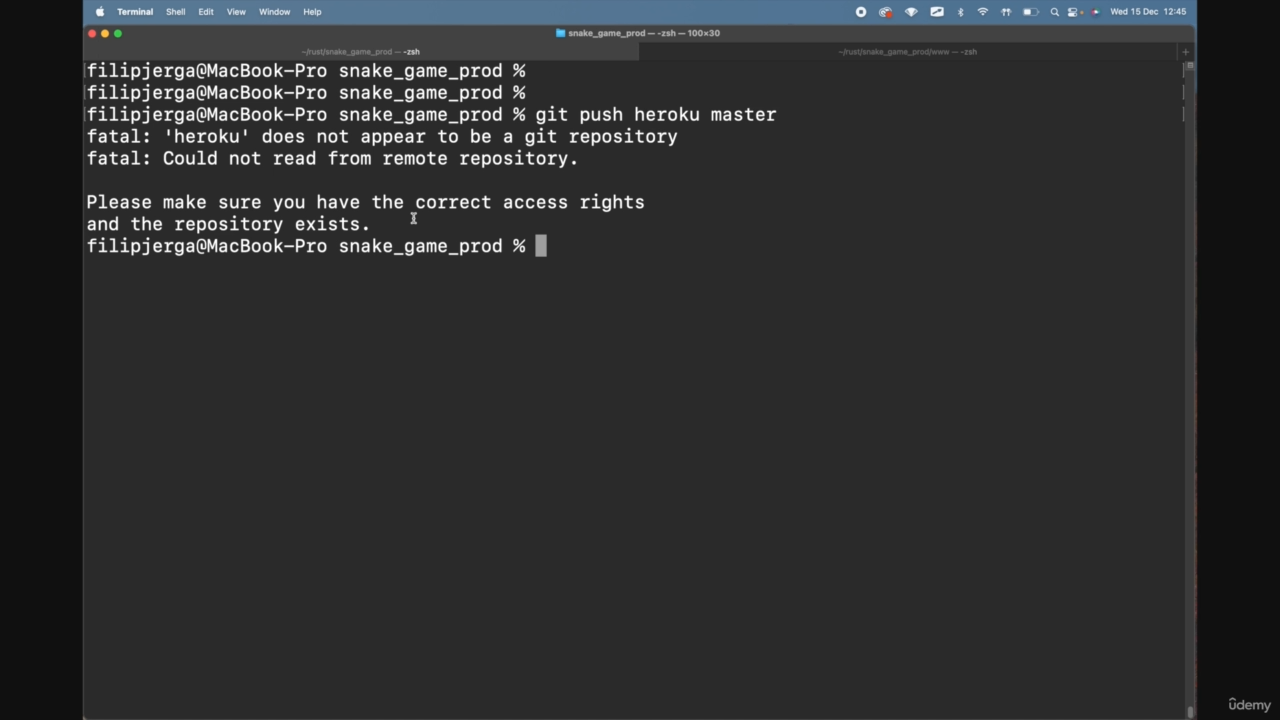 Terminal Shell Edit View Window Help Wed 15 Dec 12:45
snake_game_prod — -zsh — 100×30
~/rust/snake_game_prod — -zsh ~/rust/snake_game_prod/www — -zsh +
filipjerga@MacBook-Pro snake_game_prod %
filipjerga@MacBook-Pro snake_game_prod %
filipjerga@MacBook-Pro snake_game_prod % git push heroku master
fatal: 'heroku' does not appear to be a git repository
fatal: Could not read from remote repository.
Please make sure you have the correct access rights
and the repository exists.
filipjerga@MacBook-Pro snake_game_prod %
ûdemy